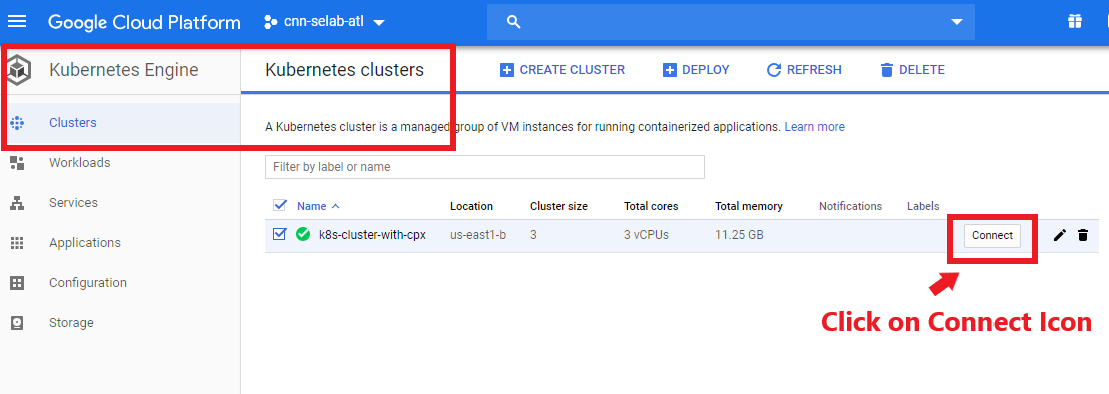 Google Cloud Platform cnn-selab-atl
Kubernetes Engine
Kubernetes clusters CREATE CLUSTER DEPLOY REFRESH DELETE
Clusters
Workloads
Services
Applications
Configuration
Storage
A Kubernetes cluster is a managed group of VM instances for running containerized applications. Learn more
Filter by label or name
Name Location Cluster size Total cores Total memory Notifications Labels
k8s-cluster-with-cpx us-east1-b 3 3 vCPUs 11.25 GB Connect
Click on Connect Icon